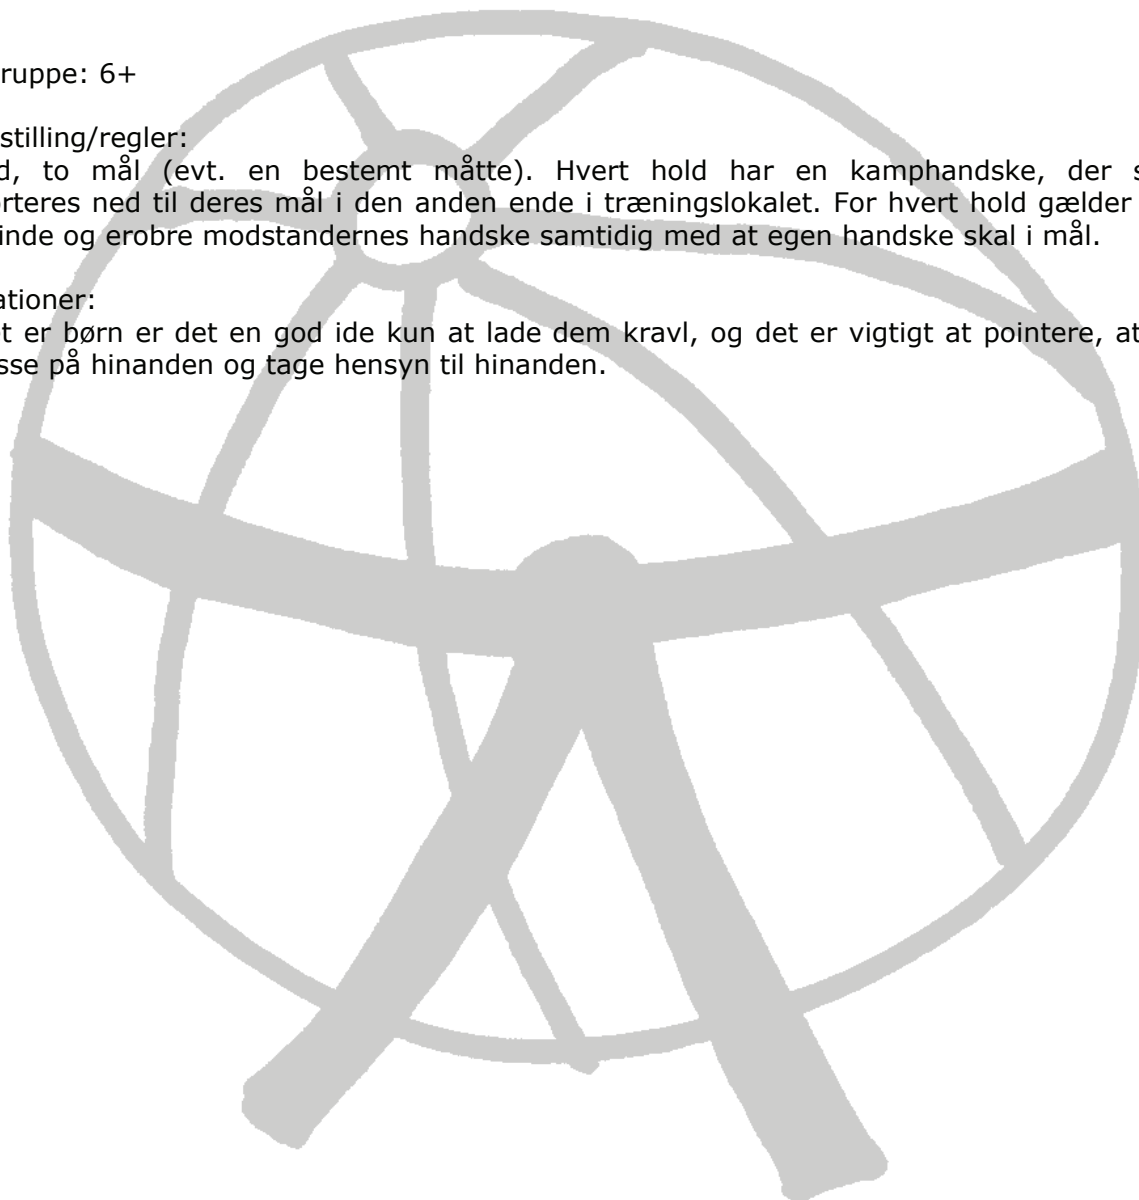 ruppe: 6+
stilling/regler:
d, to mål (evt. en bestemt måtte). Hvert hold har en kamphandske, der s
rteres ned til deres mål i den anden ende i træningslokalet. For hvert hold gælder
inde og erobre modstandernes handske samtidig med at egen handske skal i mål.
ationer:
t er børn er det en god ide kun at lade dem kravl, og det er vigtigt at pointere, at
sse på hinanden og tage hensyn til hinanden.